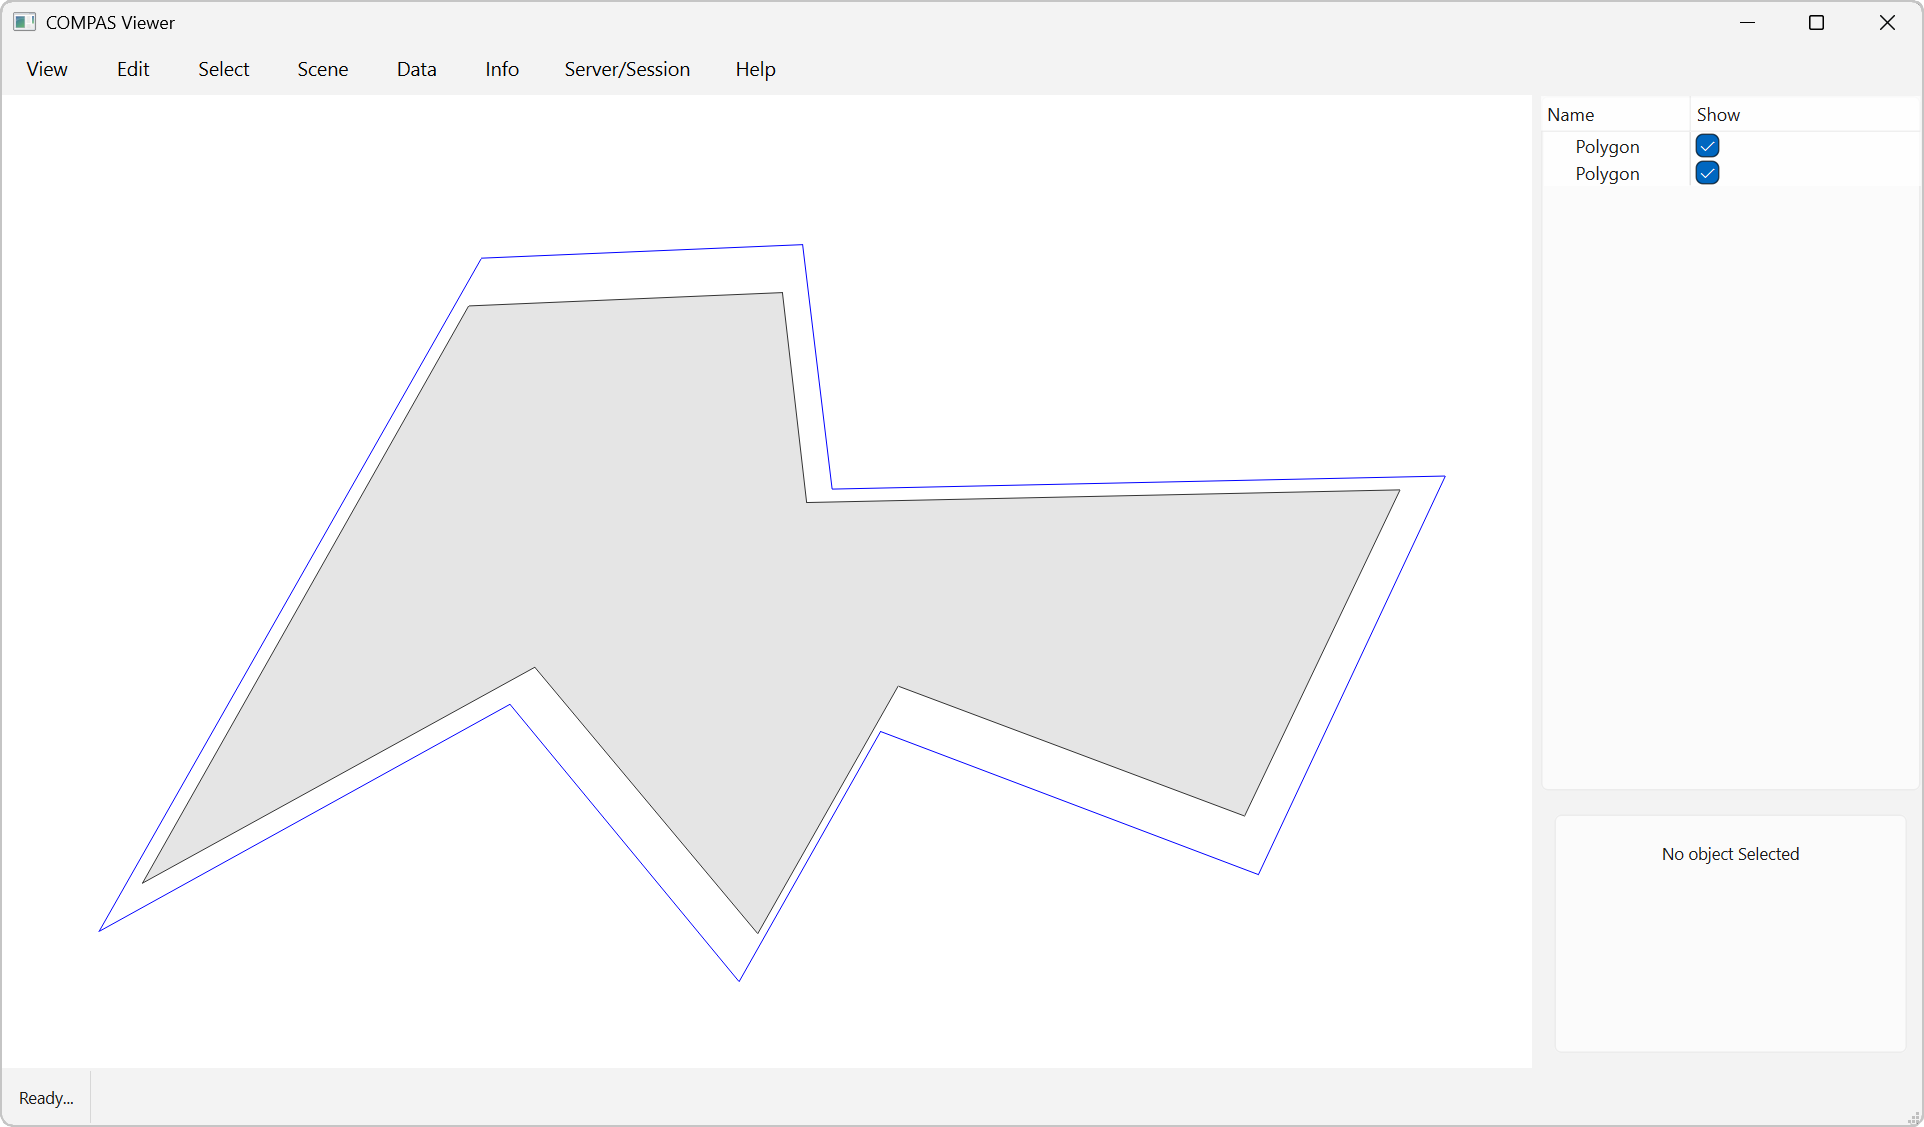 COMPAS Viewer
View Edit Select Scene Data Info Server/Session Help
Name Show
Polygon
Polygon
No object Selected
Ready...